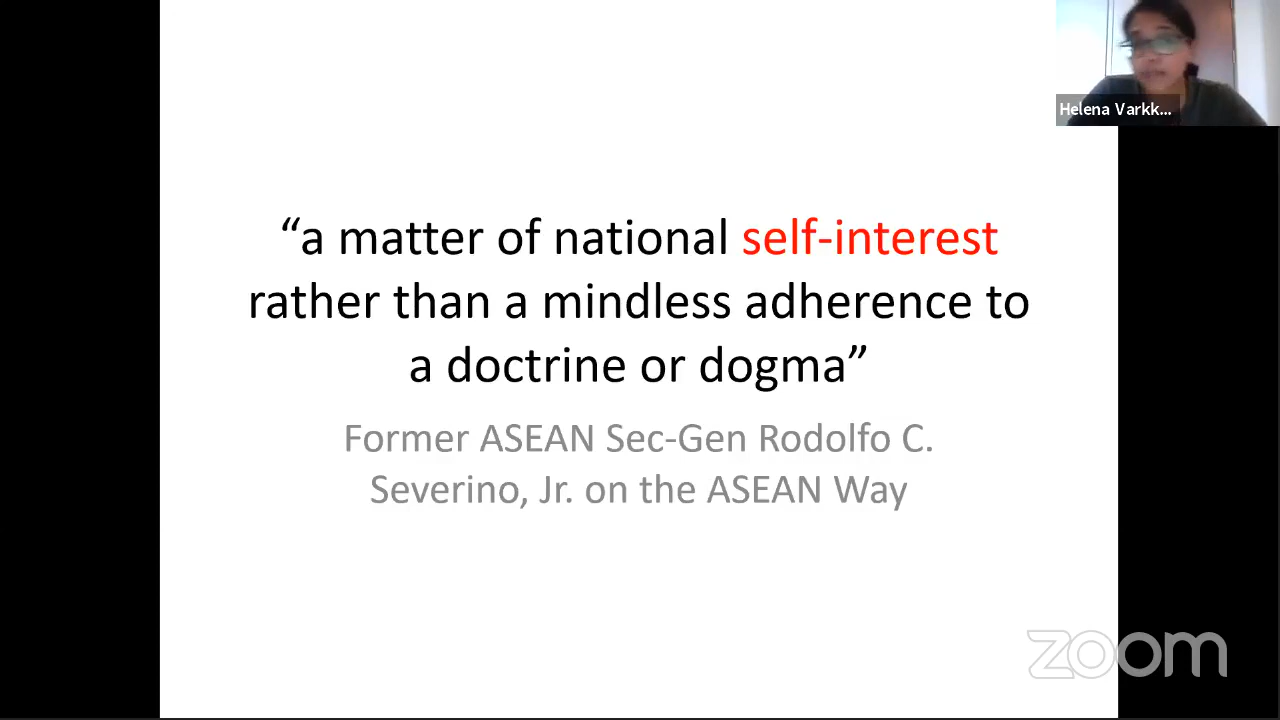 Helena Varkk...
“a matter of national self-interest
rather than a mindless adherence to
a doctrine or dogma”
Former ASEAN Sec-Gen Rodolfo C.
Severino, Jr. on the ASEAN Way
zoom